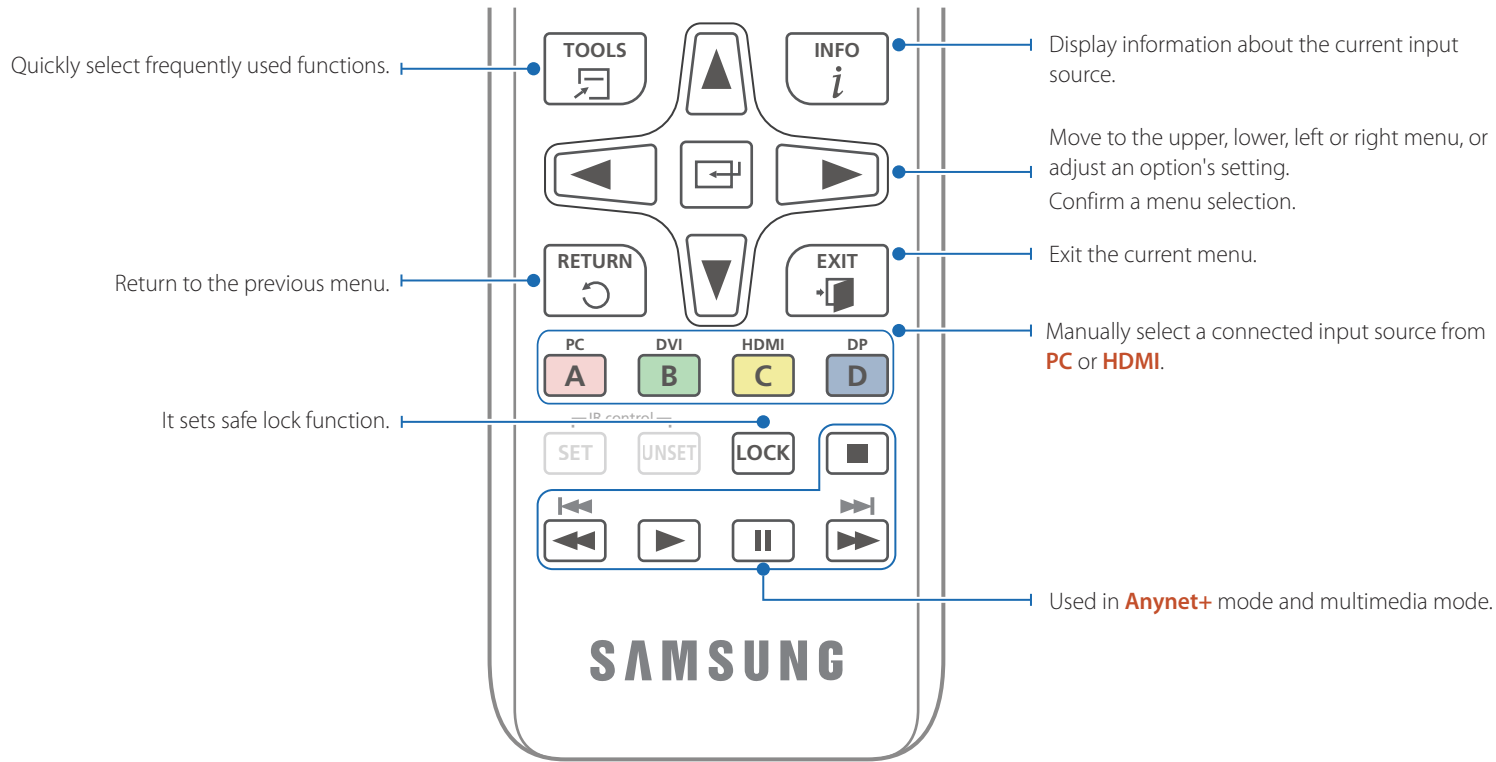 TOOLS
INFO
i
Quickly select frequently used functions.
Display information about the current input
source.
Move to the upper, lower, left or right menu, or
adjust an option's setting.
Confirm a menu selection.
RETURN
EXIT
Return to the previous menu.
Exit the current menu.
PC DVI HDMI DP
A B C D
Manually select a connected input source from
PC or HDMI.
It sets safe lock function.
IR control
SET UNSET LOCK
Used in Anynet+ mode and multimedia mode.
SAMSUNG